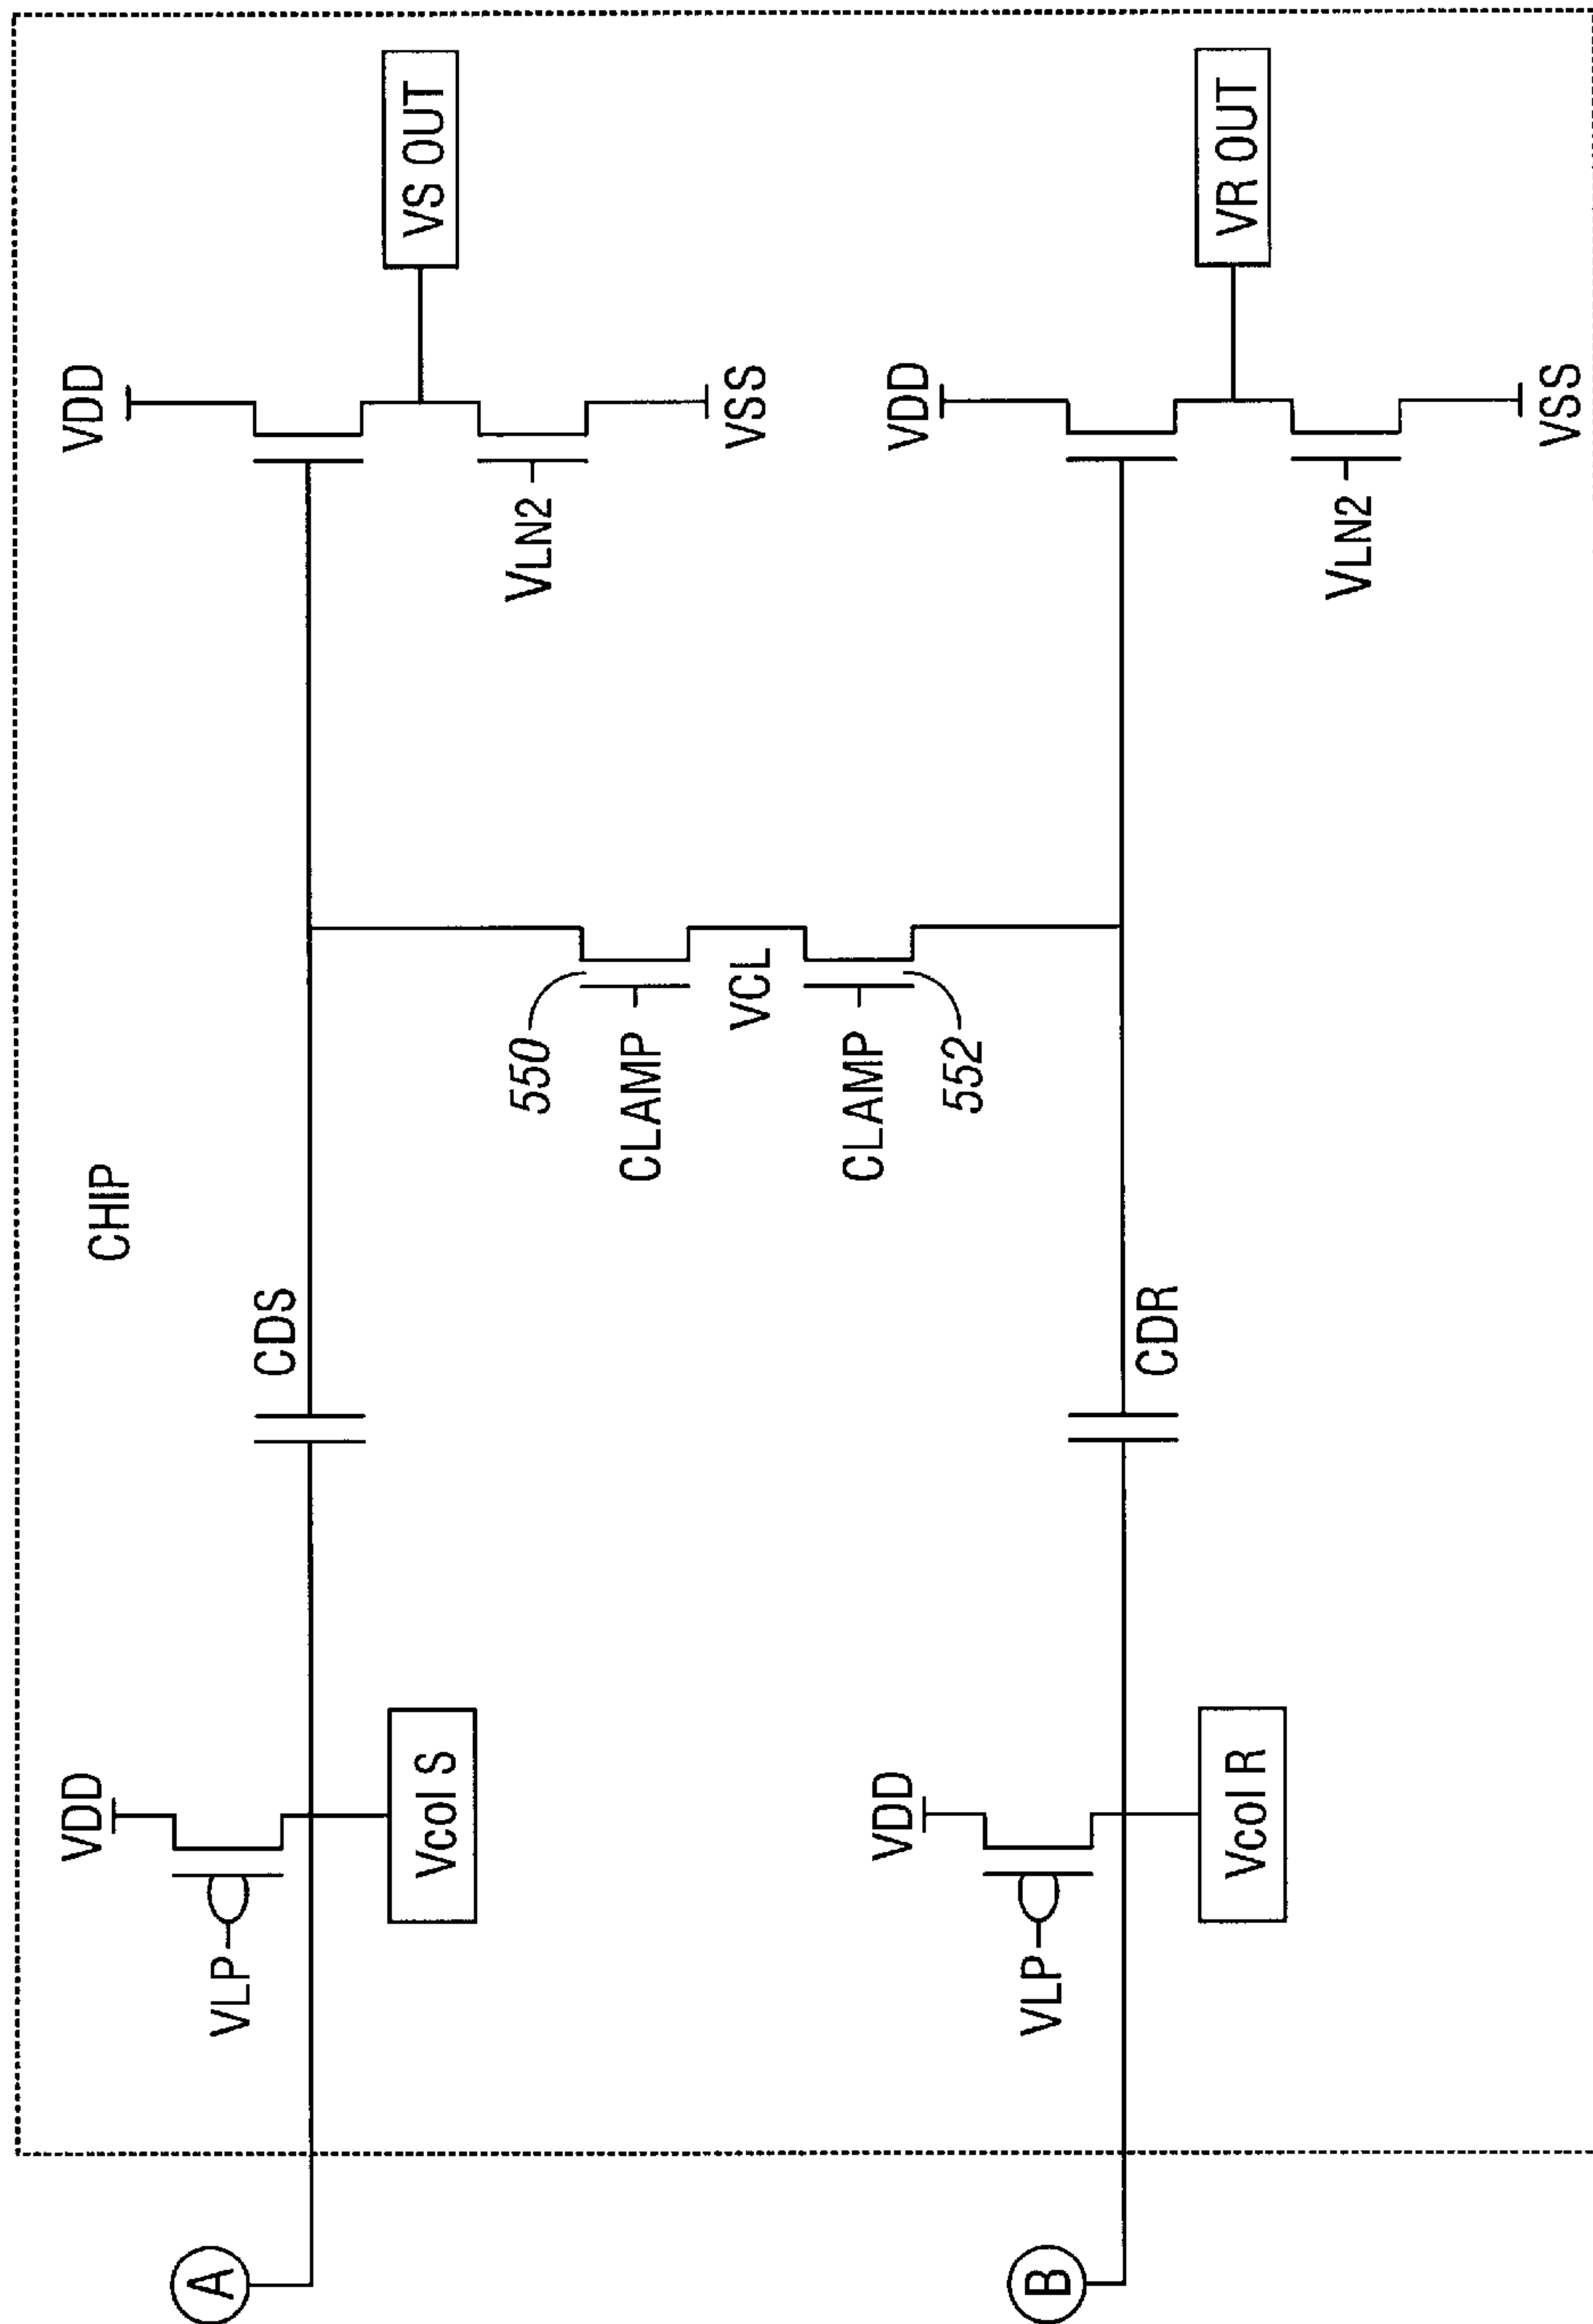 CHIP
VDD
VDD
VLP
Vcol S
CDS
VS OUT
VLN2
VSS
550
CLAMP
VCL
CLAMP
552
A
VDD
VDD
VLP
Vcol R
CDR
VR OUT
VLN2
VSS
B